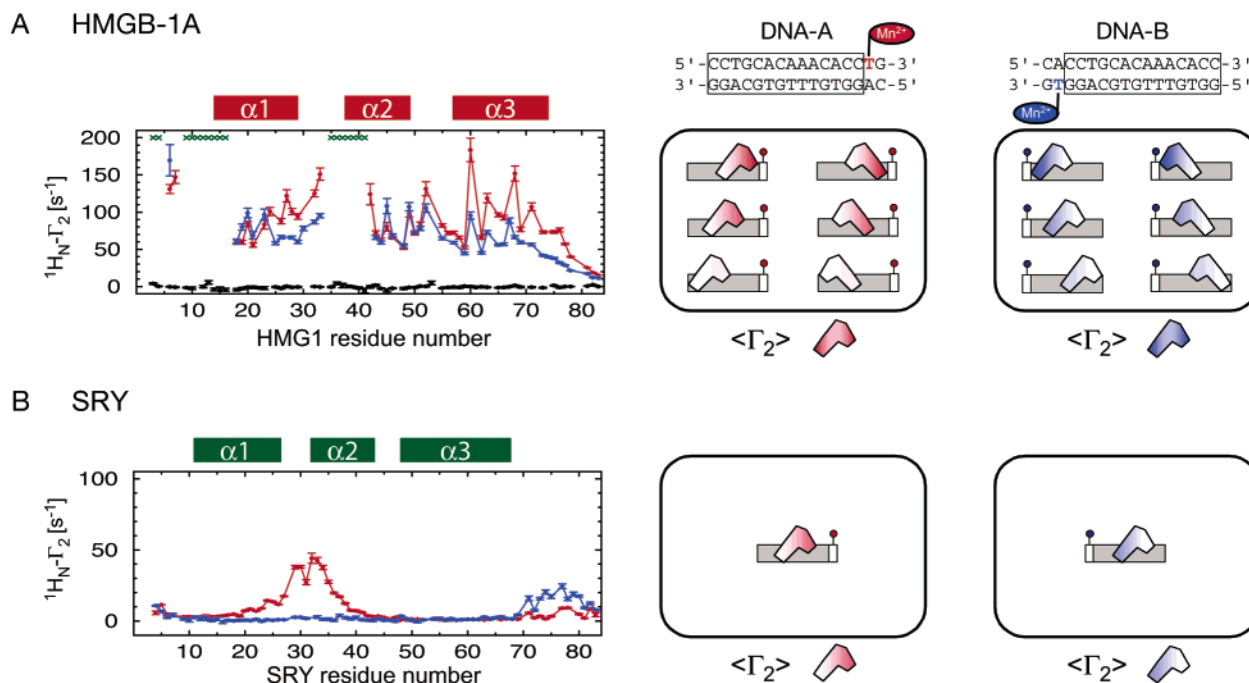 A HMGB-1A
α1 α2 α3
200
150
100
50
0
¹H_N-Γ₂ [s⁻¹]
10 20 30 40 50 60 70 80
HMG1 residue number
DNA-A
Mn²⁺
5'-CCTGCACAAACACCTG-3'
3'-GGACGTGTTTGTGGAC-5'
<Γ₂>
DNA-B
5'-CACCTGCACAAACACC-3'
3'-GTGGACGTGTTTGTGG-5'
Mn²⁺
<Γ₂>
B SRY
α1 α2 α3
100
50
0
¹H_N-Γ₂ [s⁻¹]
10 20 30 40 50 60 70 80
SRY residue number
<Γ₂>
<Γ₂>